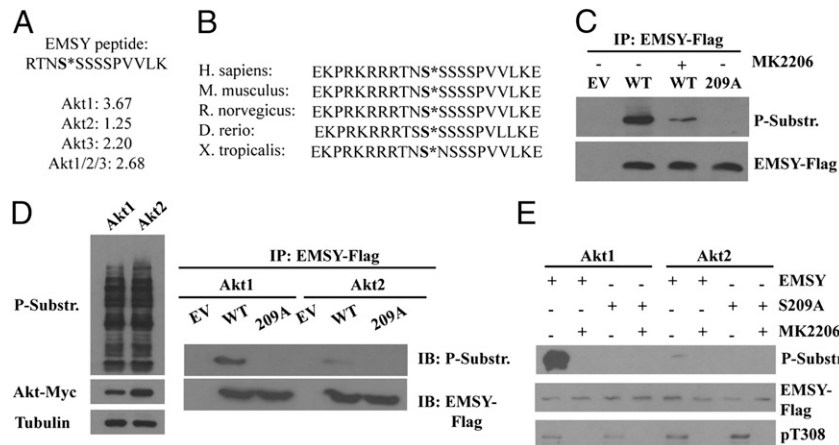 A
EMSY peptide:
RTNS*SSSSPVVLK
Akt1: 3.67
Akt2: 1.25
Akt3: 2.20
Akt1/2/3: 2.68
B
H. sapiens: EKPRKRRRTNS*SSSSPVVLKE
M. musculus: EKPRKRRRTNS*SSSSPVVLKE
R. norvegicus: EKPRKRRRTNS*SSSSPVVLKE
D. rerio: EKPRKRRRTSS*SSSSPVLLKE
X. tropicalis: EKPRKRRRTNS*NSSSPVVLKE
C
IP: EMSY-Flag
- - + - MK2206
EV WT WT 209A
P-Substr.
EMSY-Flag
D
Akt1 Akt2
P-Substr.
Akt-Myc
Tubulin
IP: EMSY-Flag
Akt1 Akt2
EV WT 209A EV WT 209A
IB: P-Substr.
IB: EMSY-
Flag
E
Akt1 Akt2
+ + - - + + - - EMSY
- - + + - - + + S209A
- + - + - + - + MK2206
P-Substr
EMSY-
Flag
pT308